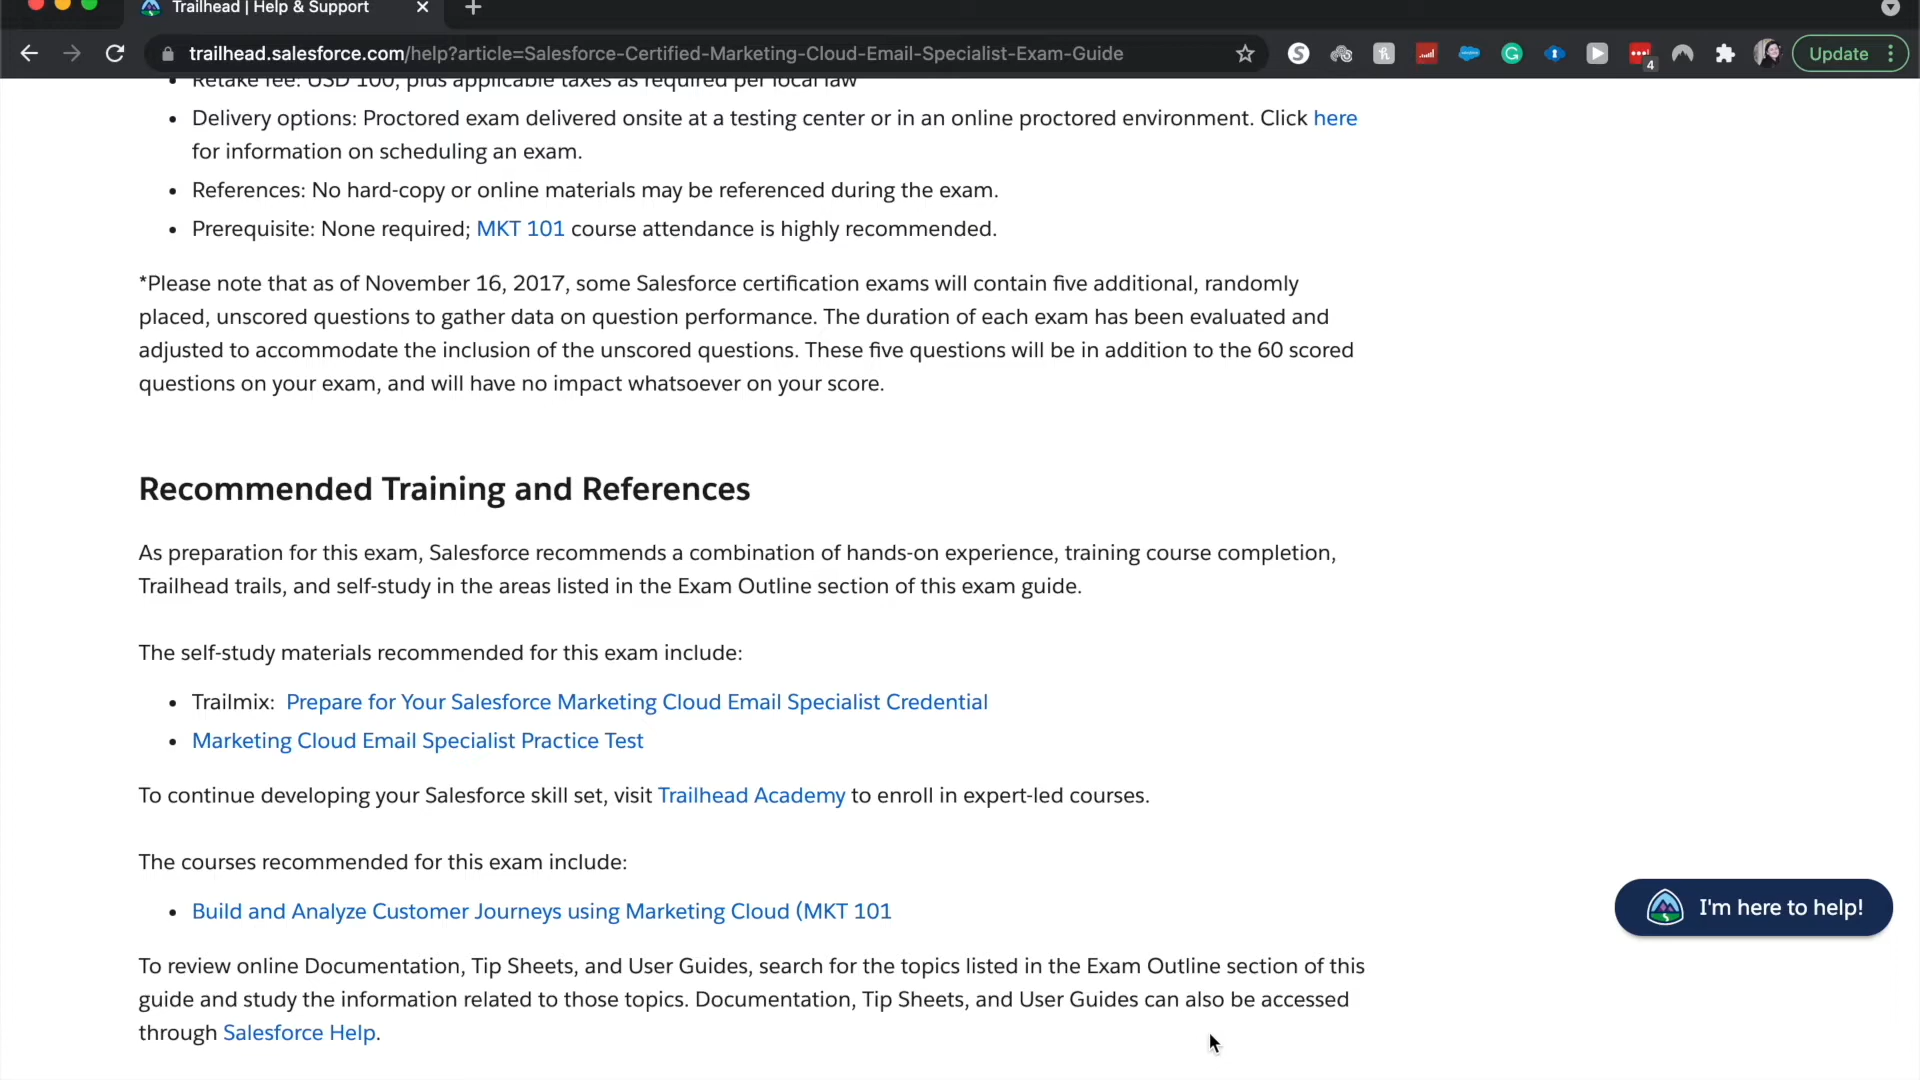 Trailhead | Help & Support
trailhead.salesforce.com/help?article=Salesforce-Certified-Marketing-Cloud-Email-Specialist-Exam-Guide
4
Update
Retake fee: USD 100, plus applicable taxes as required per local law
Delivery options: Proctored exam delivered onsite at a testing center or in an online proctored environment. Click here
for information on scheduling an exam.
References: No hard-copy or online materials may be referenced during the exam.
Prerequisite: None required; MKT 101 course attendance is highly recommended.
*Please note that as of November 16, 2017, some Salesforce certification exams will contain five additional, randomly
placed, unscored questions to gather data on question performance. The duration of each exam has been evaluated and
adjusted to accommodate the inclusion of the unscored questions. These five questions will be in addition to the 60 scored
questions on your exam, and will have no impact whatsoever on your score.
Recommended Training and References
As preparation for this exam, Salesforce recommends a combination of hands-on experience, training course completion,
Trailhead trails, and self-study in the areas listed in the Exam Outline section of this exam guide.
The self-study materials recommended for this exam include:
Trailmix: Prepare for Your Salesforce Marketing Cloud Email Specialist Credential
Marketing Cloud Email Specialist Practice Test
To continue developing your Salesforce skill set, visit Trailhead Academy to enroll in expert-led courses.
The courses recommended for this exam include:
Build and Analyze Customer Journeys using Marketing Cloud (MKT 101
I'm here to help!
To review online Documentation, Tip Sheets, and User Guides, search for the topics listed in the Exam Outline section of this
guide and study the information related to those topics. Documentation, Tip Sheets, and User Guides can also be accessed
through Salesforce Help.